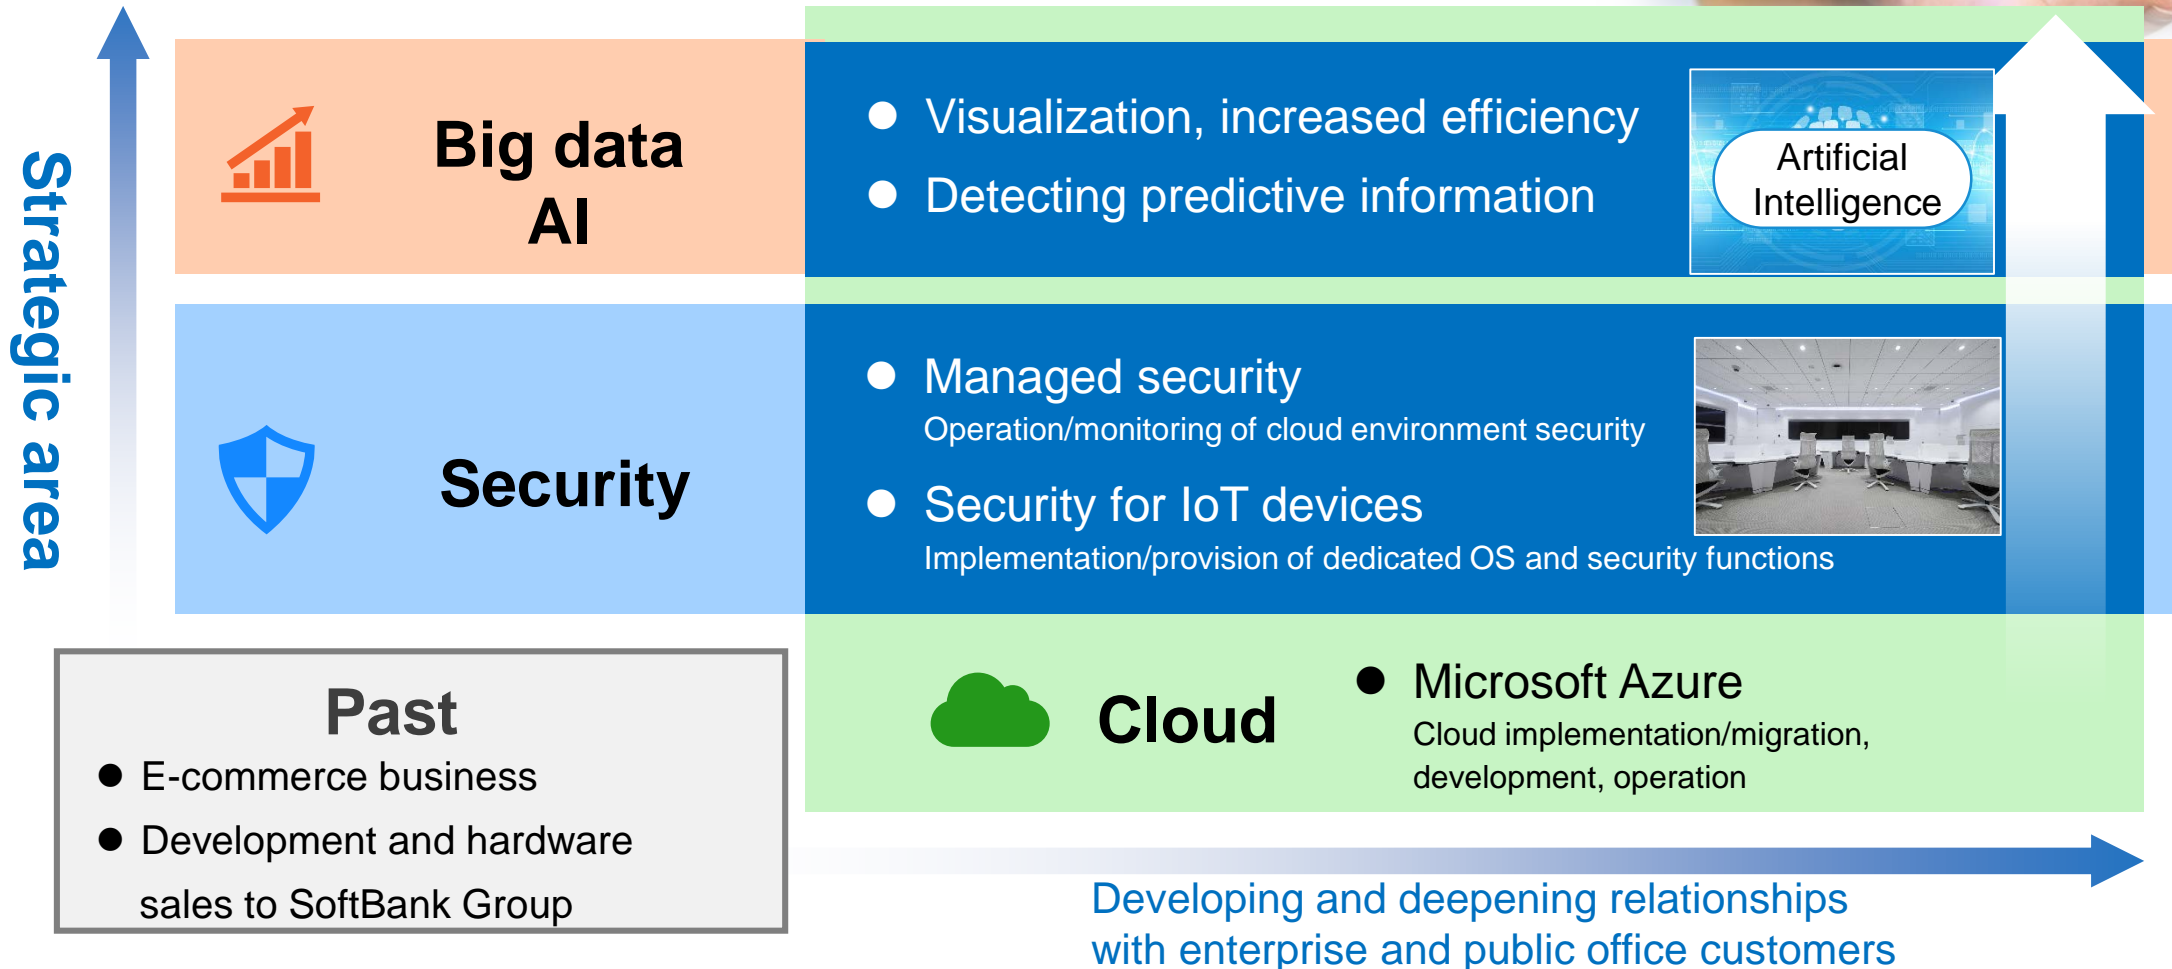 Strategic area
Big data
AI
Visualization, increased efficiency
Detecting predictive information
Artificial
Intelligence
Security
Managed security
Operation/monitoring of cloud environment security
Security for IoT devices
Implementation/provision of dedicated OS and security functions
Cloud
Microsoft Azure
Cloud implementation/migration,
development, operation
Past
E-commerce business
Development and hardware
sales to SoftBank Group
Developing and deepening relationships
with enterprise and public office customers